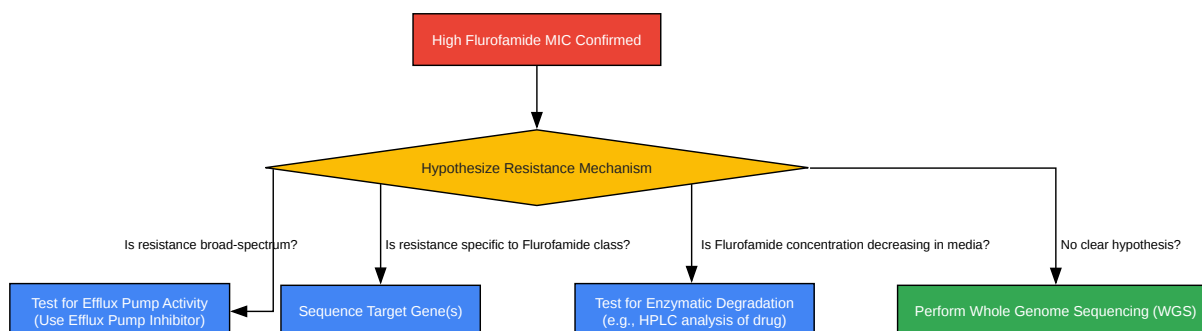 High Flurofamide MIC Confirmed
Hypothesize Resistance Mechanism
Is resistance broad-spectrum?
Is resistance specific to Flurofamide class?
Is Flurofamide concentration decreasing in media?
No clear hypothesis?
Test for Efflux Pump Activity
(Use Efflux Pump Inhibitor)
Sequence Target Gene(s)
Test for Enzymatic Degradation
(e.g., HPLC analysis of drug)
Perform Whole Genome Sequencing (WGS)